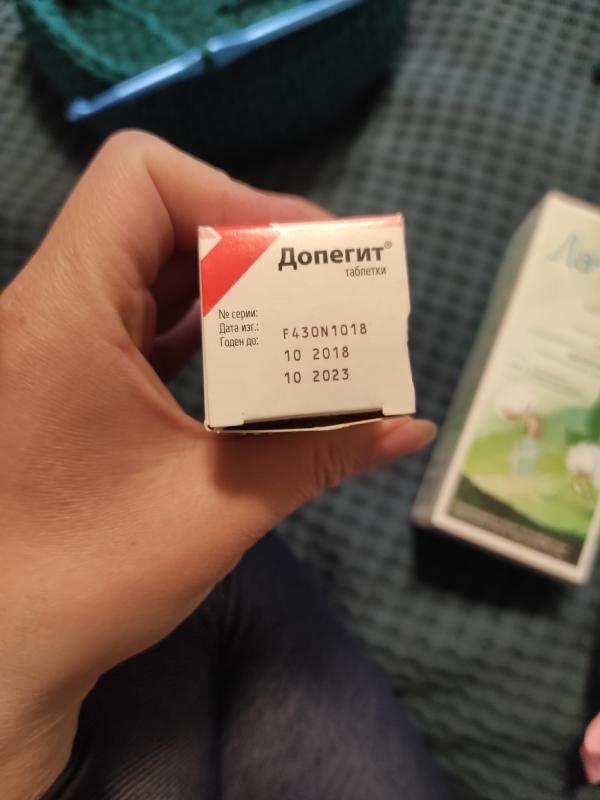 Допегит®
таблетки
№ серии:
Дата изг.:
Годен до:
F430N1018
10 2018
10 2023